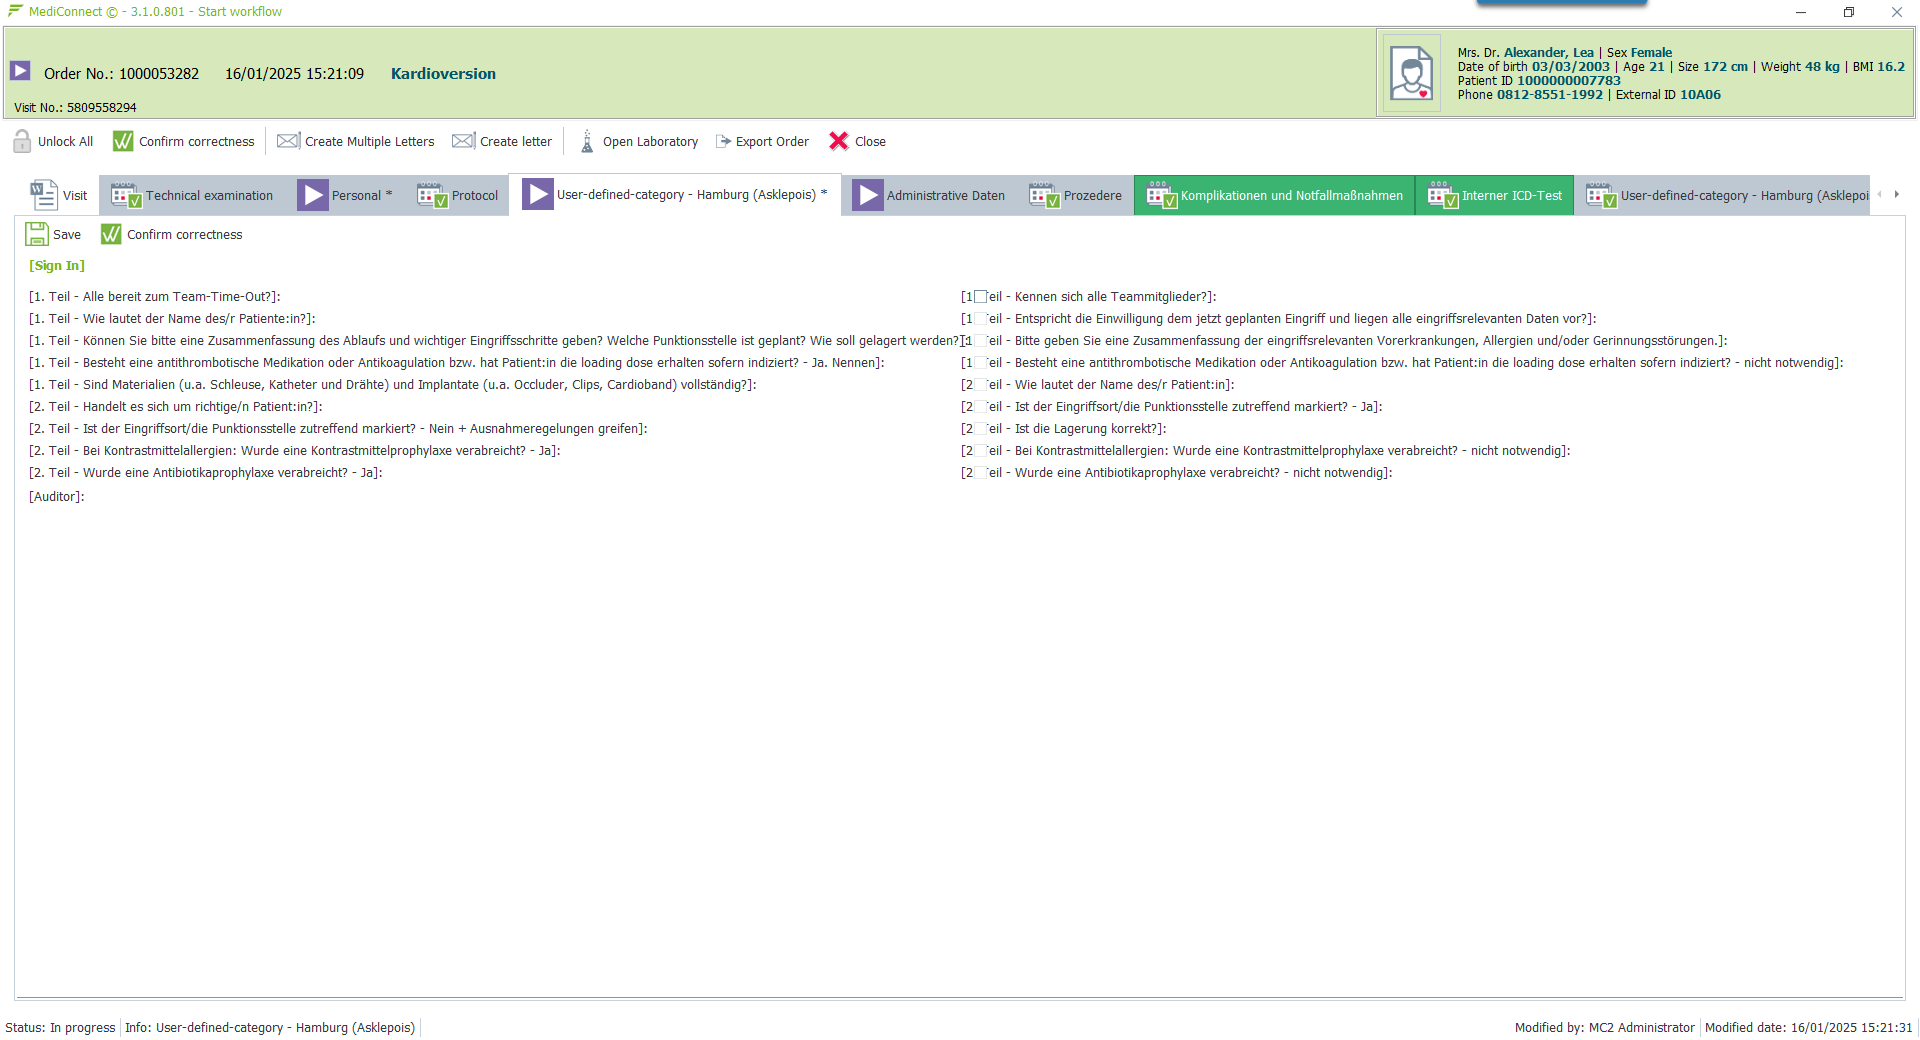 MediConnect © - 3.1.0.801 - Start workflow
Order No.: 1000053282 16/01/2025 15:21:09 Kardioversion
Visit No.: 5809558294
Mrs. Dr. Alexander, Lea | Sex Female
Date of birth 03/03/2003 | Age 21 | Size 172 cm | Weight 48 kg | BMI 16.2
Patient ID 1000000007783
Phone 0812-8551-1992 | External ID 10A06
Unlock All Confirm correctness Create Multiple Letters Create letter Open Laboratory Export Order Close
Visit Technical examination Personal * Protocol User-defined-category - Hamburg (Asklepois) * Administrative Daten Prozedere Komplikationen und Notfallmaßnahmen Interner ICD-Test User-defined-category - Hamburg (Asklepoi
Save Confirm correctness
[Sign In]
[1. Teil - Alle bereit zum Team-Time-Out?]: [1 eil - Kennen sich alle Teammitglieder?]:
[1. Teil - Wie lautet der Name des/r Patiente:in?]: [1 eil - Entspricht die Einwilligung dem jetzt geplanten Eingriff und liegen alle eingriffsrelevanten Daten vor?]:
[1. Teil - Können Sie bitte eine Zusammenfassung des Ablaufs und wichtiger Eingriffsschritte geben? Welche Punktionsstelle ist geplant? Wie soll gelagert werden?] [1 eil - Bitte geben Sie eine Zusammenfassung der eingriffsrelevanten Vorerkrankungen, Allergien und/oder Gerinnungsstörungen.]:
[1. Teil - Besteht eine antithrombotische Medikation oder Antikoagulation bzw. hat Patient:in die loading dose erhalten sofern indiziert? - Ja. Nennen]: [1 eil - Besteht eine antithrombotische Medikation oder Antikoagulation bzw. hat Patient:in die loading dose erhalten sofern indiziert? - nicht notwendig]:
[1. Teil - Sind Materialien (u.a. Schleuse, Katheter und Drähte) und Implantate (u.a. Occluder, Clips, Cardioband) vollständig?]: [2 eil - Wie lautet der Name des/r Patient:in]:
[2. Teil - Handelt es sich um richtige/n Patient:in?]: [2 eil - Ist der Eingriffsort/die Punktionsstelle zutreffend markiert? - Ja]:
[2. Teil - Ist der Eingriffsort/die Punktionsstelle zutreffend markiert? - Nein + Ausnahmeregelungen greifen]: [2 eil - Ist die Lagerung korrekt?]:
[2. Teil - Bei Kontrastmittelallergien: Wurde eine Kontrastmittelprophylaxe verabreicht? - Ja]: [2 eil - Bei Kontrastmittelallergien: Wurde eine Kontrastmittelprophylaxe verabreicht? - nicht notwendig]:
[2. Teil - Wurde eine Antibiotikaprophylaxe verabreicht? - Ja]: [2 eil - Wurde eine Antibiotikaprophylaxe verabreicht? - nicht notwendig]:
[Auditor]:
Status: In progress Info: User-defined-category - Hamburg (Asklepois) Modified by: MC2 Administrator Modified date: 16/01/2025 15:21:31